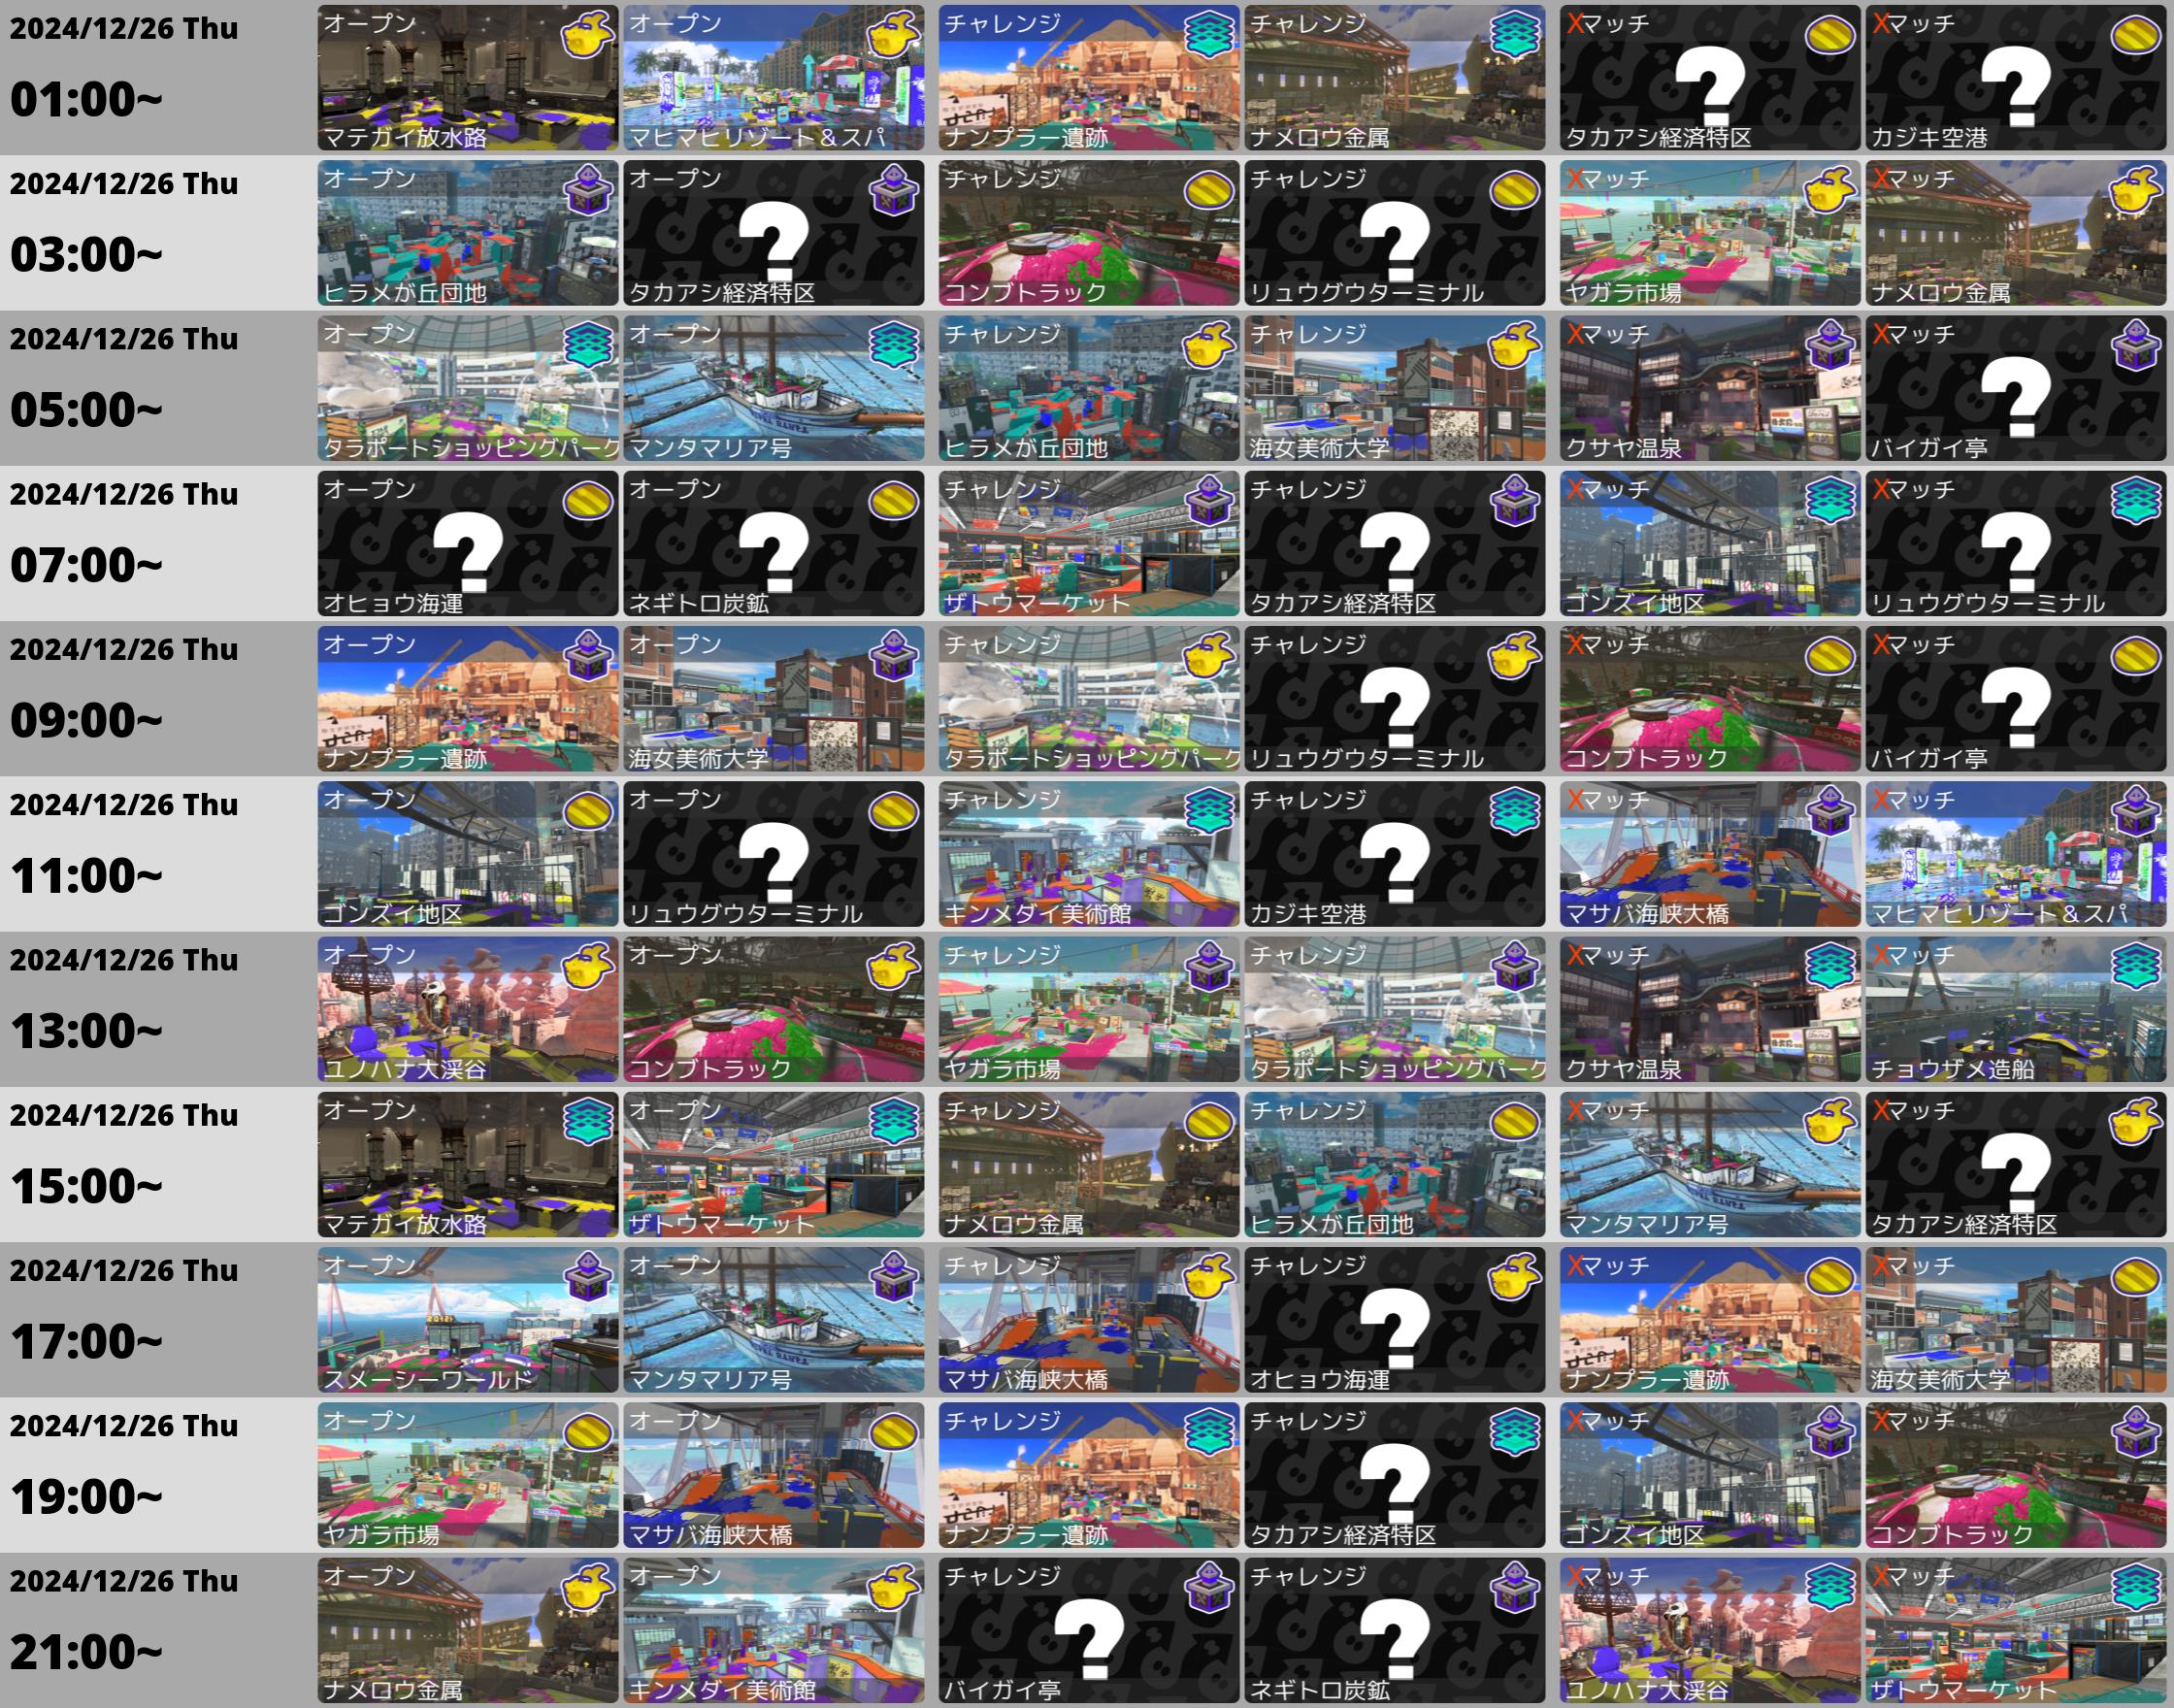 2024/12/26 Thu
01:00~
オープン
マテガイ放水路
オープン
マヒマヒリゾート＆スパ
チャレンジ
ナンプラー遺跡
チャレンジ
ナメロウ金属
Xマッチ
タカアシ経済特区
Xマッチ
カジキ空港
2024/12/26 Thu
03:00~
オープン
ヒラメが丘団地
オープン
タカアシ経済特区
チャレンジ
コンブトラック
チャレンジ
リュウグウターミナル
Xマッチ
ヤガラ市場
Xマッチ
ナメロウ金属
2024/12/26 Thu
05:00~
オープン
タラポートショッピングパーク
オープン
マンタマリア号
チャレンジ
ヒラメが丘団地
チャレンジ
海女美術大学
Xマッチ
クサヤ温泉
Xマッチ
バイガイ亭
2024/12/26 Thu
07:00~
オープン
オヒョウ海運
オープン
ネギトロ炭鉱
チャレンジ
ザトウマーケット
チャレンジ
タカアシ経済特区
Xマッチ
ゴンズイ地区
Xマッチ
リュウグウターミナル
2024/12/26 Thu
09:00~
オープン
ナンプラー遺跡
オープン
海女美術大学
チャレンジ
タラポートショッピングパーク
チャレンジ
リュウグウターミナル
Xマッチ
コンブトラック
Xマッチ
バイガイ亭
2024/12/26 Thu
11:00~
オープン
ゴンズイ地区
オープン
リュウグウターミナル
チャレンジ
キンメダイ美術館
チャレンジ
カジキ空港
Xマッチ
マサバ海峡大橋
Xマッチ
マヒマヒリゾート＆スパ
2024/12/26 Thu
13:00~
オープン
ユノハナ大渓谷
オープン
コンブトラック
チャレンジ
ヤガラ市場
チャレンジ
タラポートショッピングパーク
Xマッチ
クサヤ温泉
Xマッチ
チョウザメ造船
2024/12/26 Thu
15:00~
オープン
マテガイ放水路
オープン
ザトウマーケット
チャレンジ
ナメロウ金属
チャレンジ
ヒラメが丘団地
Xマッチ
マンタマリア号
Xマッチ
タカアシ経済特区
2024/12/26 Thu
17:00~
オープン
スメーシーワールド
オープン
マンタマリア号
チャレンジ
マサバ海峡大橋
チャレンジ
オヒョウ海運
Xマッチ
ナンプラー遺跡
Xマッチ
海女美術大学
2024/12/26 Thu
19:00~
オープン
ヤガラ市場
オープン
マサバ海峡大橋
チャレンジ
ナンプラー遺跡
チャレンジ
タカアシ経済特区
Xマッチ
ゴンズイ地区
Xマッチ
コンブトラック
2024/12/26 Thu
21:00~
オープン
ナメロウ金属
オープン
キンメダイ美術館
チャレンジ
バイガイ亭
チャレンジ
ネギトロ炭鉱
Xマッチ
ユノハナ大渓谷
Xマッチ
ザトウマーケット